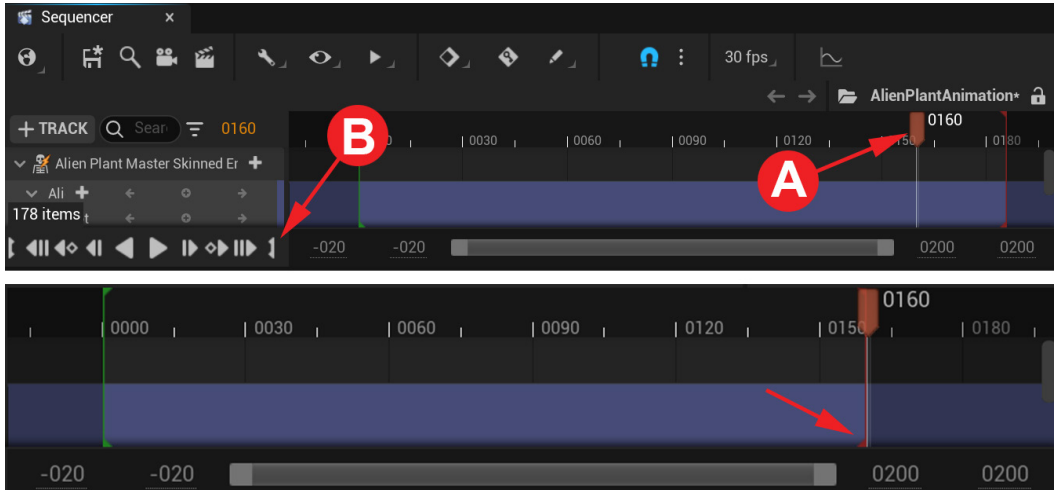 Sequencer ×
30 fps
AlienPlantAnimation*
+ TRACK Sear 0160
B
0030 0060 0090 0120 0150 0180
0160
Alien Plant Master Skinned Er +
A
Ali +
178 items
-020 -020 0200 0200
0160
0000 0030 0060 0090 0120 0150 0180
-020 -020 0200 0200